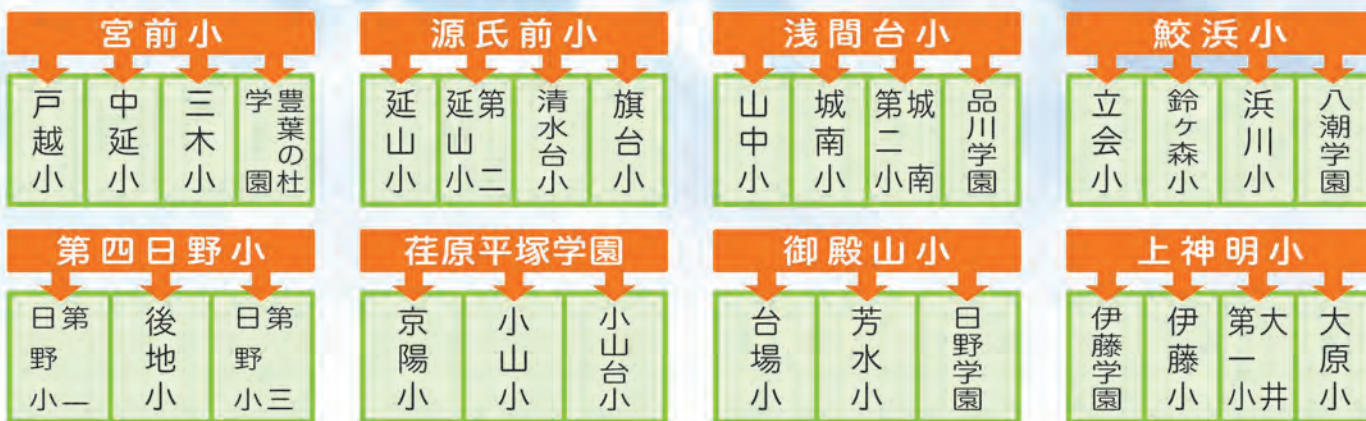 宮前小
戸越小
中延小
三木小
豊葉の杜学園
源氏前小
延山小
第二延山小
清水台小
旗台小
浅間台小
山中小
城南小
城南第二小
品川学園
鮫浜小
立会小
鈴ヶ森小
浜川小
八潮学園
第四日野小
第一日野小
後地小
第三日野小
荏原平塚学園
京陽小
小山小
小山台小
御殿山小
台場小
芳水小
日野学園
上神明小
伊藤学園
伊藤小
大井第一小
大原小